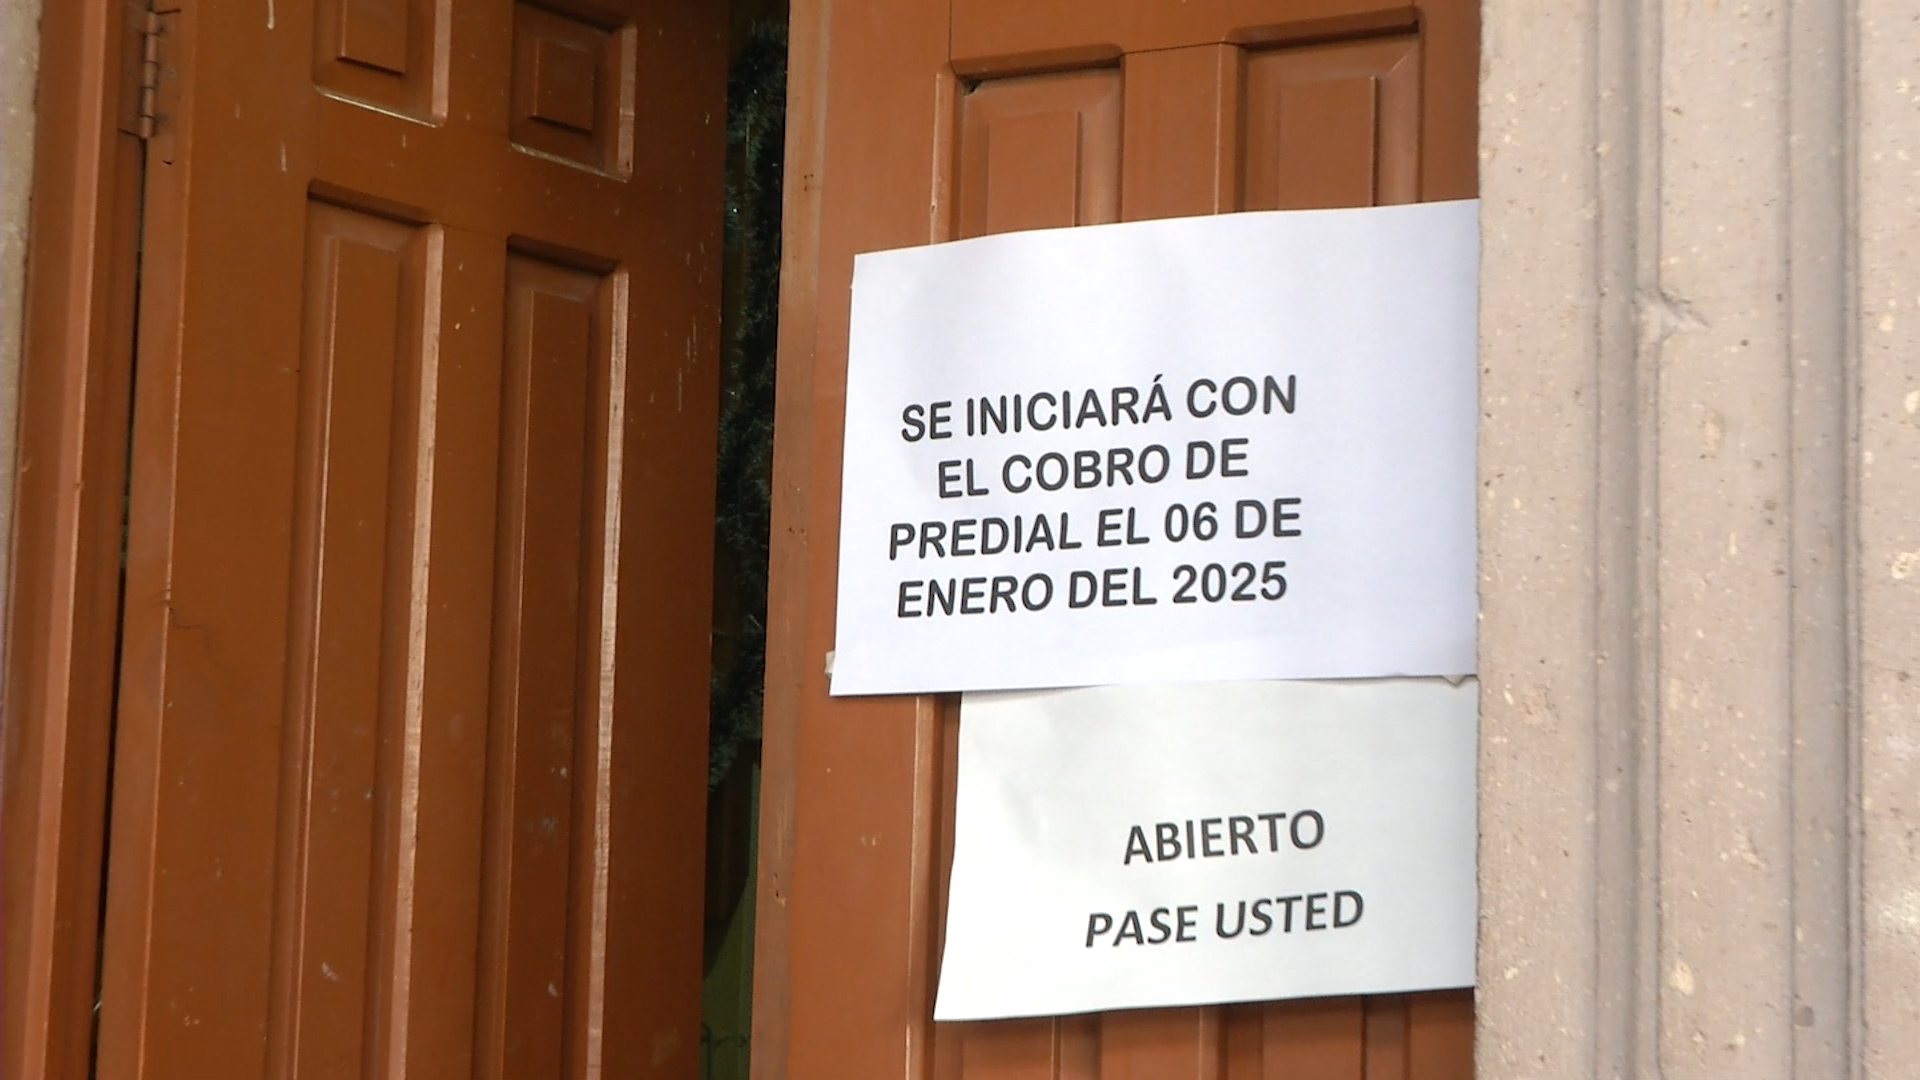 SE INICIARÁ CON
EL COBRO DE
PREDIAL EL 06 DE
ENERO DEL 2025
ABIERTO
PASE USTED